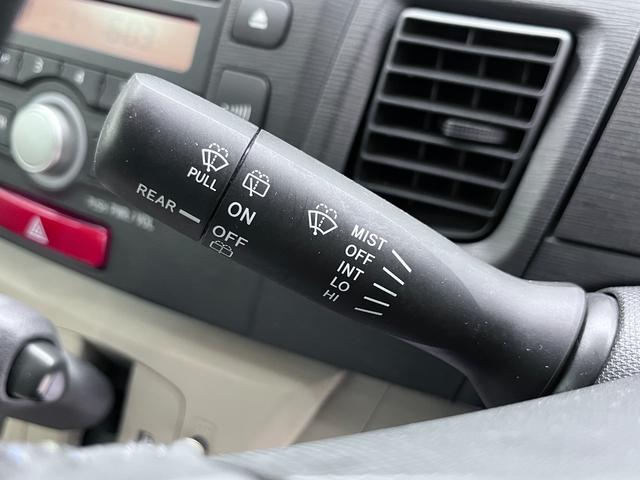 PULL
REAR
ON
OFF
MIST
OFF
INT
LO
HI